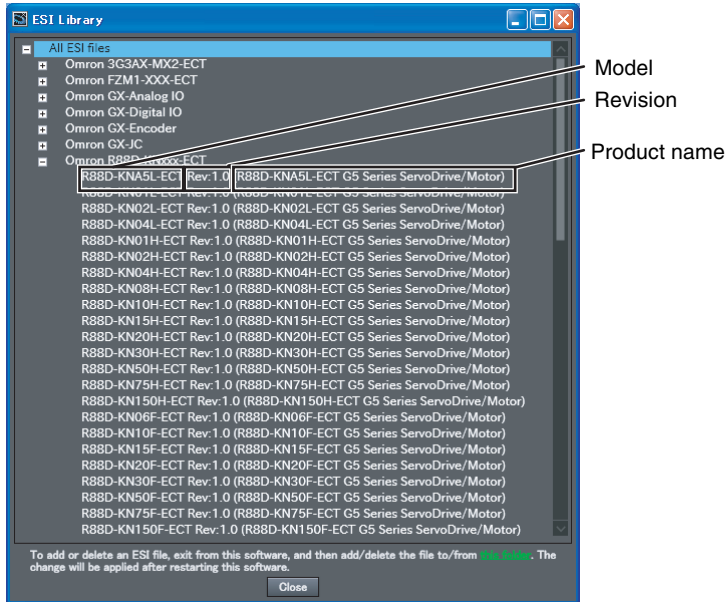 ESI Library
All ESI files
Omron 3G3AX-MX2-ECT
Omron FZM1-XXX-ECT
Omron GX-Analog IO
Omron GX-Digital IO
Omron GX-Encoder
Omron GX-JC
Omron R88D-KNxxx-ECT
R88D-KNA5L-ECT Rev:1.0 (R88D-KNA5L-ECT G5 Series ServoDrive/Motor)
R88D-KN01L-ECT Rev:1.0 (R88D-KN01L-ECT G5 Series ServoDrive/Motor)
R88D-KN02L-ECT Rev:1.0 (R88D-KN02L-ECT G5 Series ServoDrive/Motor)
R88D-KN04L-ECT Rev:1.0 (R88D-KN04L-ECT G5 Series ServoDrive/Motor)
R88D-KN01H-ECT Rev:1.0 (R88D-KN01H-ECT G5 Series ServoDrive/Motor)
R88D-KN02H-ECT Rev:1.0 (R88D-KN02H-ECT G5 Series ServoDrive/Motor)
R88D-KN04H-ECT Rev:1.0 (R88D-KN04H-ECT G5 Series ServoDrive/Motor)
R88D-KN08H-ECT Rev:1.0 (R88D-KN08H-ECT G5 Series ServoDrive/Motor)
R88D-KN10H-ECT Rev:1.0 (R88D-KN10H-ECT G5 Series ServoDrive/Motor)
R88D-KN15H-ECT Rev:1.0 (R88D-KN15H-ECT G5 Series ServoDrive/Motor)
R88D-KN20H-ECT Rev:1.0 (R88D-KN20H-ECT G5 Series ServoDrive/Motor)
R88D-KN30H-ECT Rev:1.0 (R88D-KN30H-ECT G5 Series ServoDrive/Motor)
R88D-KN50H-ECT Rev:1.0 (R88D-KN50H-ECT G5 Series ServoDrive/Motor)
R88D-KN75H-ECT Rev:1.0 (R88D-KN75H-ECT G5 Series ServoDrive/Motor)
R88D-KN150H-ECT Rev:1.0 (R88D-KN150H-ECT G5 Series ServoDrive/Motor)
R88D-KN06F-ECT Rev:1.0 (R88D-KN06F-ECT G5 Series ServoDrive/Motor)
R88D-KN10F-ECT Rev:1.0 (R88D-KN10F-ECT G5 Series ServoDrive/Motor)
R88D-KN15F-ECT Rev:1.0 (R88D-KN15F-ECT G5 Series ServoDrive/Motor)
R88D-KN20F-ECT Rev:1.0 (R88D-KN20F-ECT G5 Series ServoDrive/Motor)
R88D-KN30F-ECT Rev:1.0 (R88D-KN30F-ECT G5 Series ServoDrive/Motor)
R88D-KN50F-ECT Rev:1.0 (R88D-KN50F-ECT G5 Series ServoDrive/Motor)
R88D-KN75F-ECT Rev:1.0 (R88D-KN75F-ECT G5 Series ServoDrive/Motor)
R88D-KN150F-ECT Rev:1.0 (R88D-KN150F-ECT G5 Series ServoDrive/Motor)
To add or delete an ESI file, exit from this software, and then add/delete the file to/from this folder. The
change will be applied after restarting this software.
Close
Model
Revision
Product name